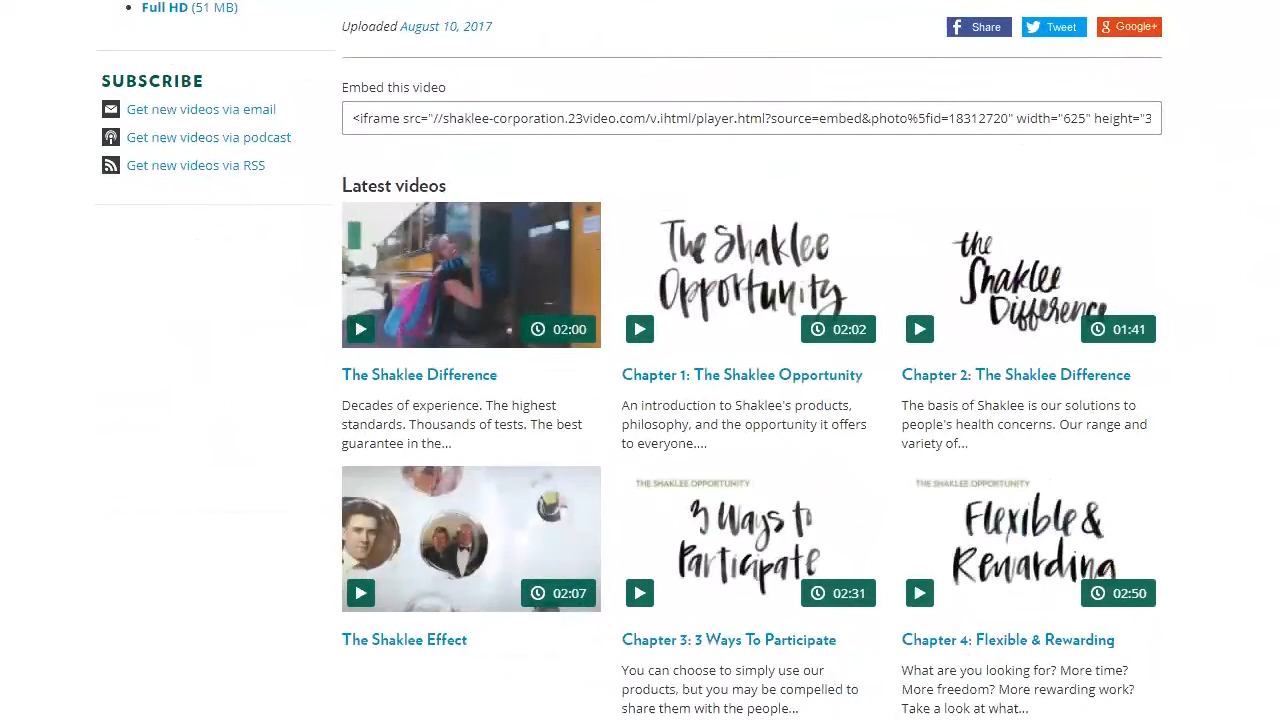 Full HD (51 MB)
Uploaded August 10, 2017
Share
Tweet
Google+
SUBSCRIBE
Get new videos via email
Get new videos via podcast
Get new videos via RSS
Embed this video
<iframe src="//shaklee-corporation.23video.com/v.ihtml/player.html?source=embed&photo%5fid=18312720" width="625" height="3
Latest videos
02:00
The Shaklee
Opportunity
02:02
the
Shaklee
Difference
01:41
The Shaklee Difference
Decades of experience. The highest
standards. Thousands of tests. The best
guarantee in the...
Chapter 1: The Shaklee Opportunity
An introduction to Shaklee's products,
philosophy, and the opportunity it offers
to everyone....
Chapter 2: The Shaklee Difference
The basis of Shaklee is our solutions to
people's health concerns. Our range and
variety of...
02:07
THE SHAKLEE OPPORTUNITY
3 Ways to
Participate
02:31
THE SHAKLEE OPPORTUNITY
Flexible &
Rewarding
02:50
The Shaklee Effect
Chapter 3: 3 Ways To Participate
You can choose to simply use our
products, but you may be compelled to
share them with the people...
Chapter 4: Flexible & Rewarding
What are you looking for? More time?
More freedom? More rewarding work?
Take a look at what...